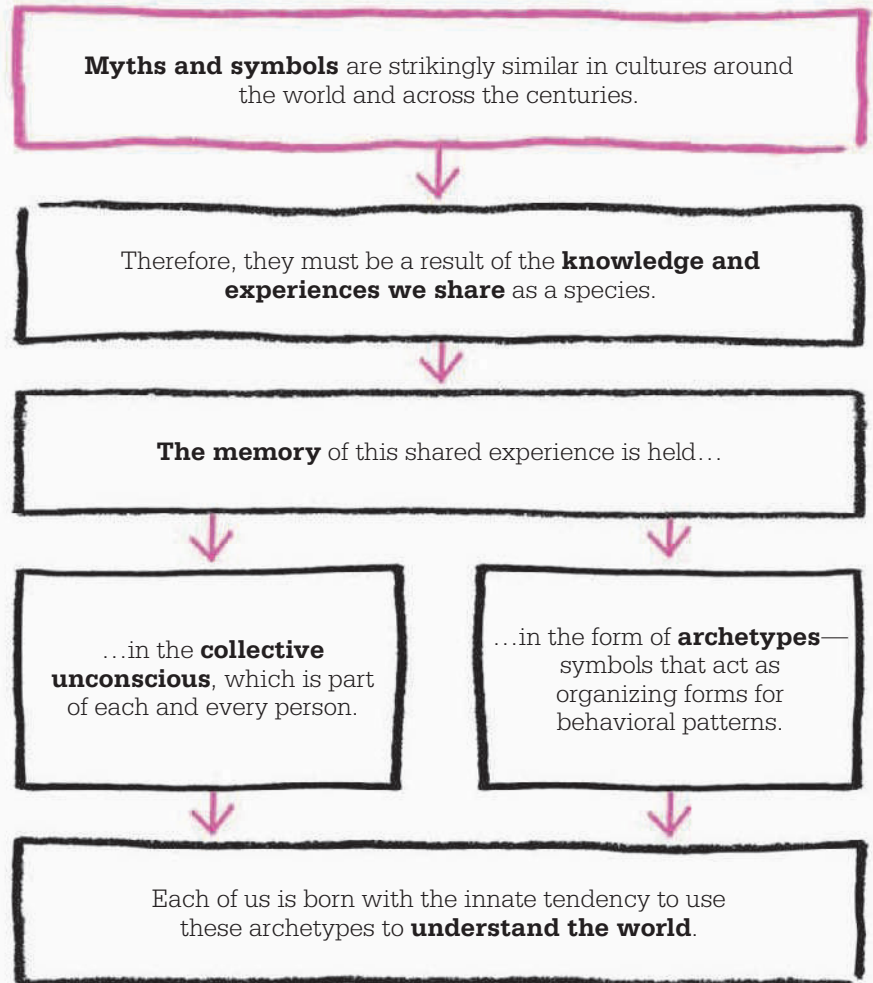 Myths and symbols are strikingly similar in cultures around
the world and across the centuries.
Therefore, they must be a result of the knowledge and
experiences we share as a species.
The memory of this shared experience is held…
…in the collective
unconscious, which is part
of each and every person.
…in the form of archetypes—
symbols that act as
organizing forms for
behavioral patterns.
Each of us is born with the innate tendency to use
these archetypes to understand the world.